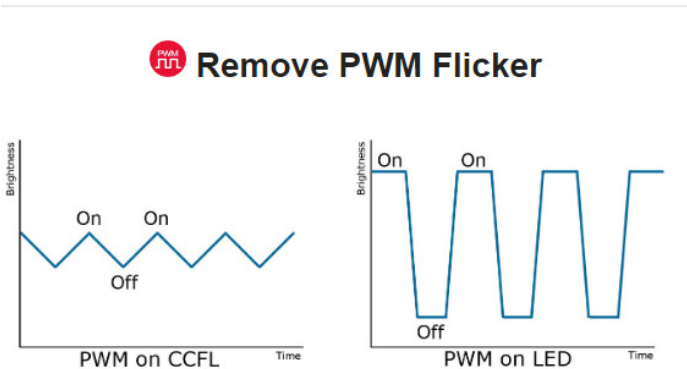 PWM
Remove PWM Flicker
Brightness
On On
Off
PWM on CCFL Time
Brightness
On On
Off
PWM on LED Time